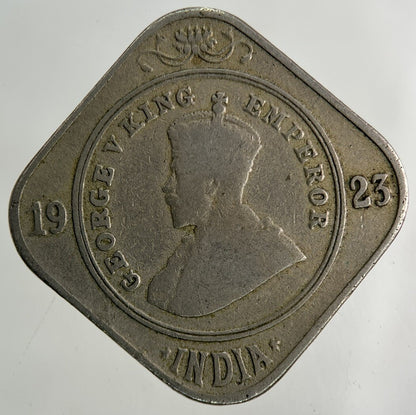 GEORGE V KING EMPEROR
19 23
INDIA